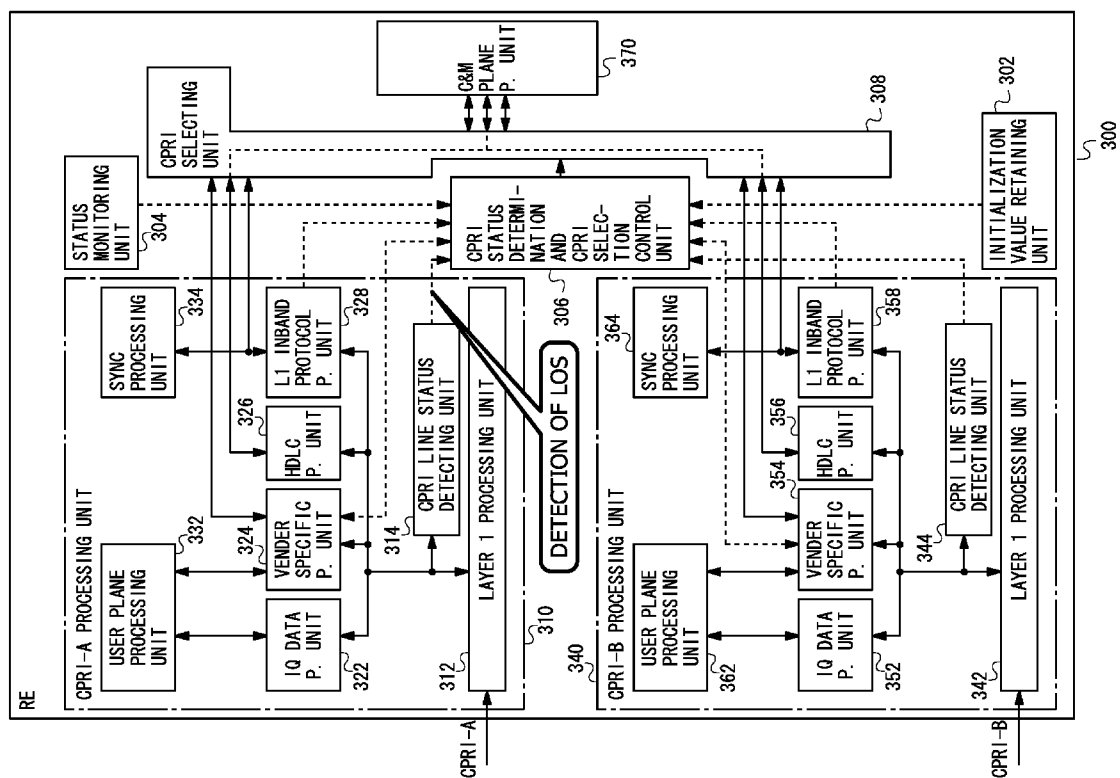 RE
300
CPRI-A PROCESSING UNIT
310
USER PLANE
PROCESSING
UNIT
332
SYNC PROCESSING
UNIT
334
IQ DATA
P. UNIT
322
VENDER
SPECIFIC
P. UNIT
324
HDLC
P. UNIT
326
L1 INBAND
PROTOCOL
P. UNIT
328
CPRI LINE STATUS
DETECTING UNIT
314
LAYER 1 PROCESSING UNIT
312
CPRI-A
DETECTION OF LOS
STATUS
MONITORING
UNIT
304
CPRI
SELECTING
UNIT
308
C&M
PLANE
P. UNIT
370
CPRI
STATUS
DETERMI-
NATION
AND
CPRI
SELEC-
TION
CONTROL
UNIT
306
INITIALIZATION
VALUE RETAINING
UNIT
302
CPRI-B PROCESSING UNIT
340
USER PLANE
PROCESSING
UNIT
362
SYNC PROCESSING
UNIT
364
IQ DATA
P. UNIT
352
VENDER
SPECIFIC
P. UNIT
354
HDLC
P. UNIT
356
L1 INBAND
PROTOCOL
P. UNIT
358
CPRI LINE STATUS
DETECTING UNIT
344
LAYER 1 PROCESSING UNIT
342
CPRI-B